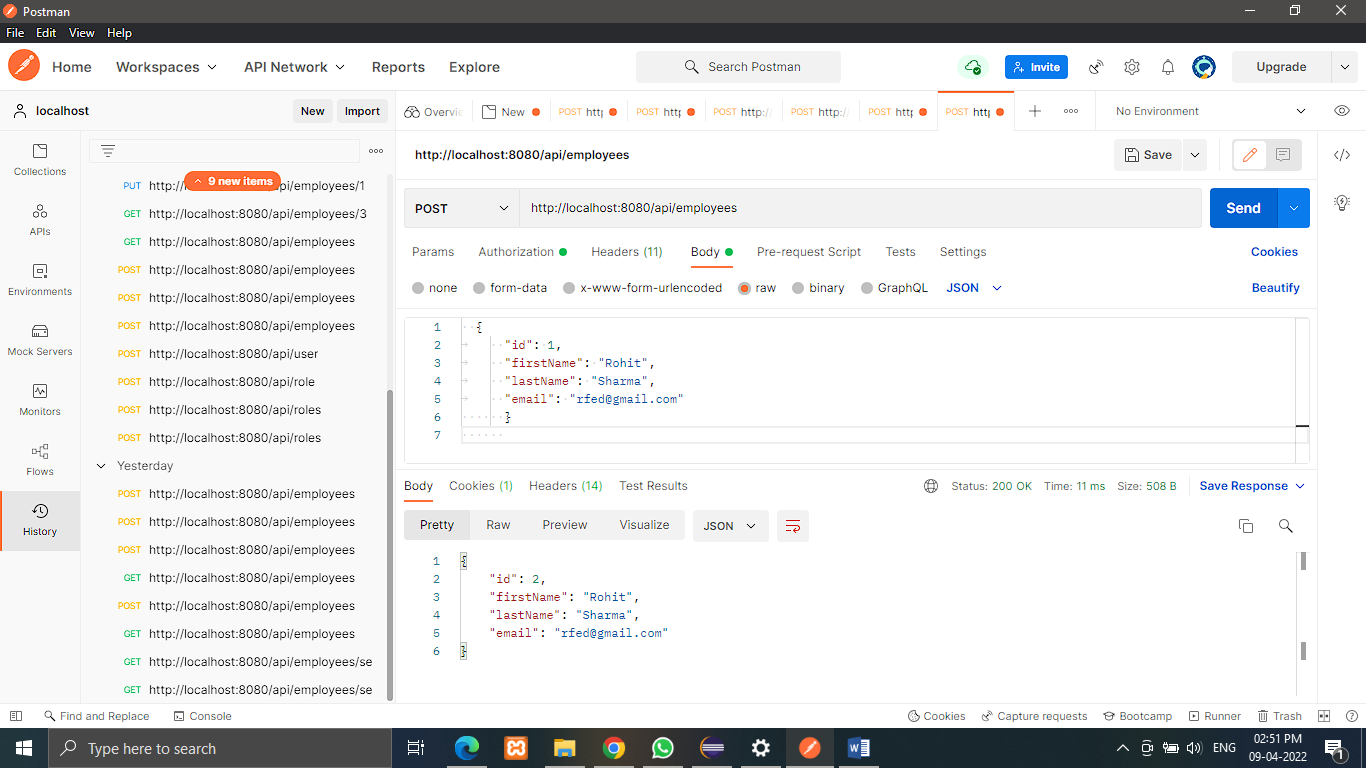 Postman
File Edit View Help
Home Workspaces API Network Reports Explore Search Postman Invite Upgrade
localhost New Import
Overvie New POST http POST http POST http:/ POST http:/ POST http POST http No Environment
http://localhost:8080/api/employees Save
POST http://localhost:8080/api/employees Send
Params Authorization Headers (11) Body Pre-request Script Tests Settings Cookies
none form-data x-www-form-urlencoded raw binary GraphQL JSON Beautify
1 {
2 "id": 1,
3 "firstName": "Rohit",
4 "lastName": "Sharma",
5 "email": "rfed@gmail.com"
6 }
7
Body Cookies (1) Headers (14) Test Results Status: 200 OK Time: 11 ms Size: 508 B Save Response
Pretty Raw Preview Visualize JSON
1 {
2 "id": 2,
3 "firstName": "Rohit",
4 "lastName": "Sharma",
5 "email": "rfed@gmail.com"
6 }
Collections
APIs
Environments
Mock Servers
Monitors
Flows
History
9 new items
PUT http://localhost:8080/api/employees/1
GET http://localhost:8080/api/employees/3
GET http://localhost:8080/api/employees
POST http://localhost:8080/api/employees
POST http://localhost:8080/api/employees
POST http://localhost:8080/api/employees
POST http://localhost:8080/api/user
POST http://localhost:8080/api/role
POST http://localhost:8080/api/roles
POST http://localhost:8080/api/roles
Yesterday
POST http://localhost:8080/api/employees
POST http://localhost:8080/api/employees
POST http://localhost:8080/api/employees
GET http://localhost:8080/api/employees
POST http://localhost:8080/api/employees
GET http://localhost:8080/api/employees
GET http://localhost:8080/api/employees/se
GET http://localhost:8080/api/employees/se
Find and Replace Console Cookies Capture requests Bootcamp Runner Trash
Type here to search ENG 02:51 PM
09-04-2022 1